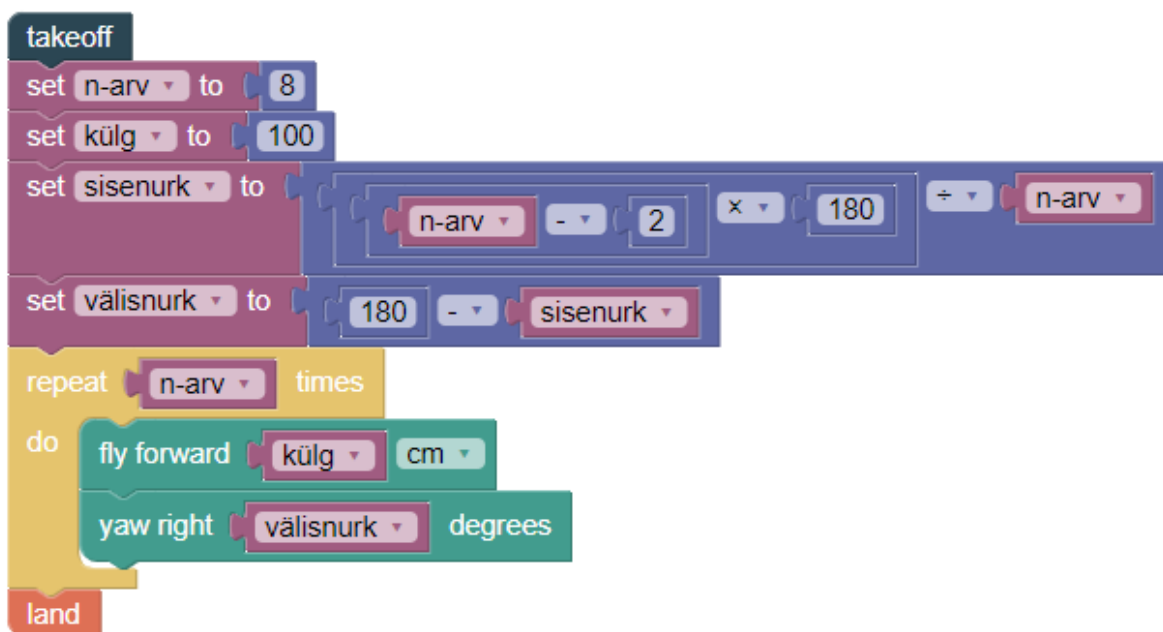 takeoff
set n-arv to 8
set külg to 100
set sisenurk to n-arv - 2 × 180 ÷ n-arv
set välisnurk to 180 - sisenurk
repeat n-arv times
do fly forward külg cm
yaw right välisnurk degrees
land